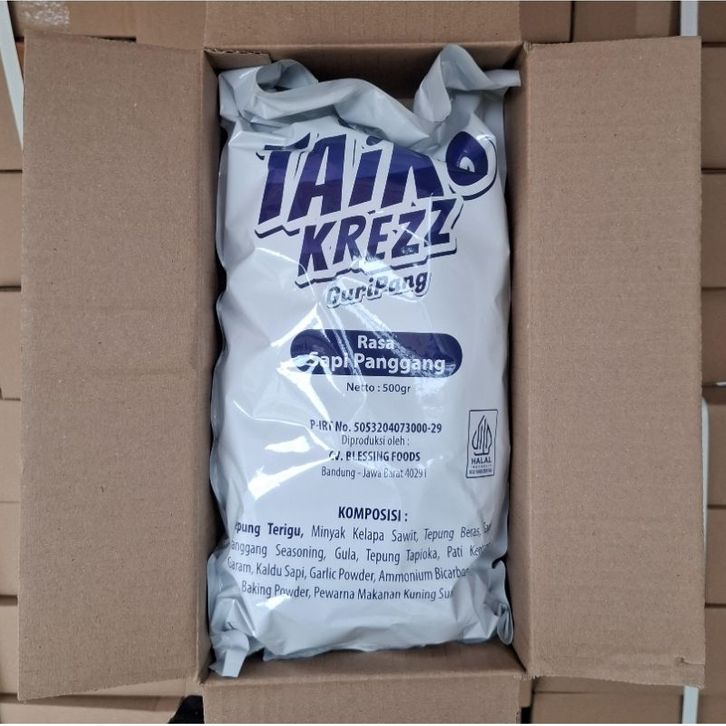 TAiKO
KREZZ
GuriPang
Rasa
Sapi Panggang
Netto : 500gr
P-IRT No. 5053204073000-29
Diproduksi oleh :
CV. BLESSING FOODS
Bandung - Jawa Barat 40291
HALAL
KOMPOSISI :
Tepung Terigu, Minyak Kelapa Sawit, Tepung Beras,
Panggang Seasoning, Gula, Tepung Tapioka, Pati
Garam, Kaldu Sapi, Garlic Powder, Ammonium
Baking Powder, Pewarna Makanan Kuning